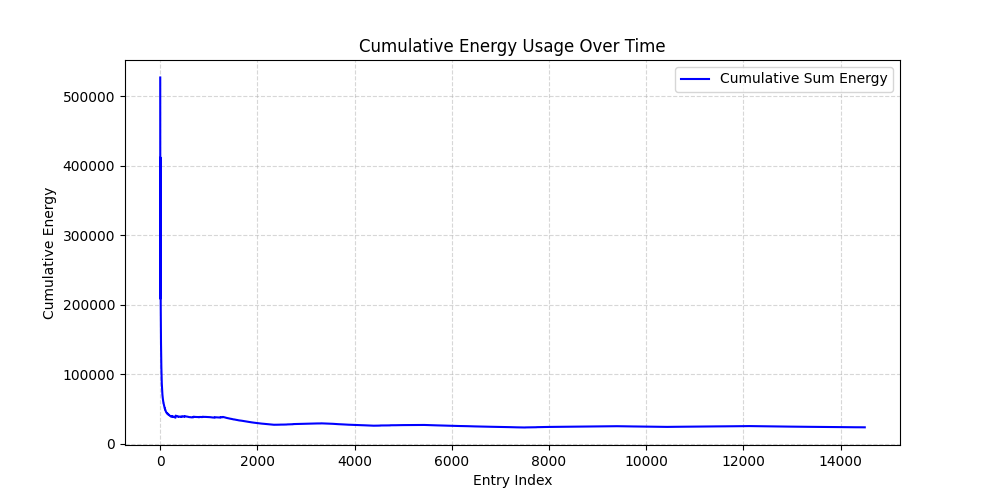 Cumulative Energy Usage Over Time
Cumulative Sum Energy
Cumulative Energy
500000
400000
300000
200000
100000
0
0 2000 4000 6000 8000 10000 12000 14000
Entry Index